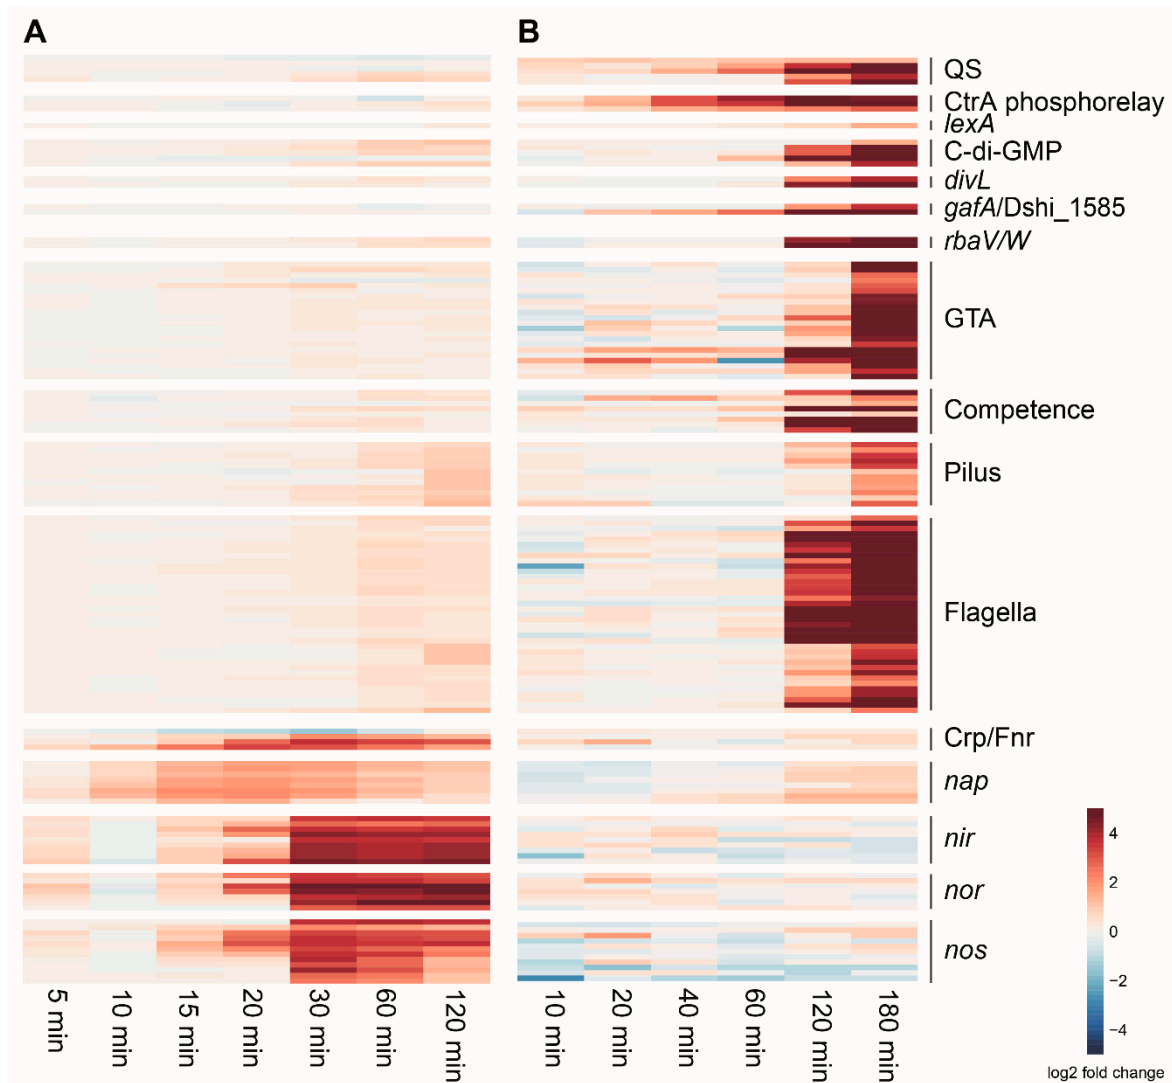 A
B
QS
CtrA phosphorelay
lexA
C-di-GMP
divL
gafA/Dshi_1585
rbaV/W
GTA
Competence
Pilus
Flagella
Crp/Fnr
nap
nir
nor
nos
4
2
0
−2
−4
log2 fold change
5 min
10 min
15 min
20 min
30 min
60 min
120 min
10 min
20 min
40 min
60 min
120 min
180 min